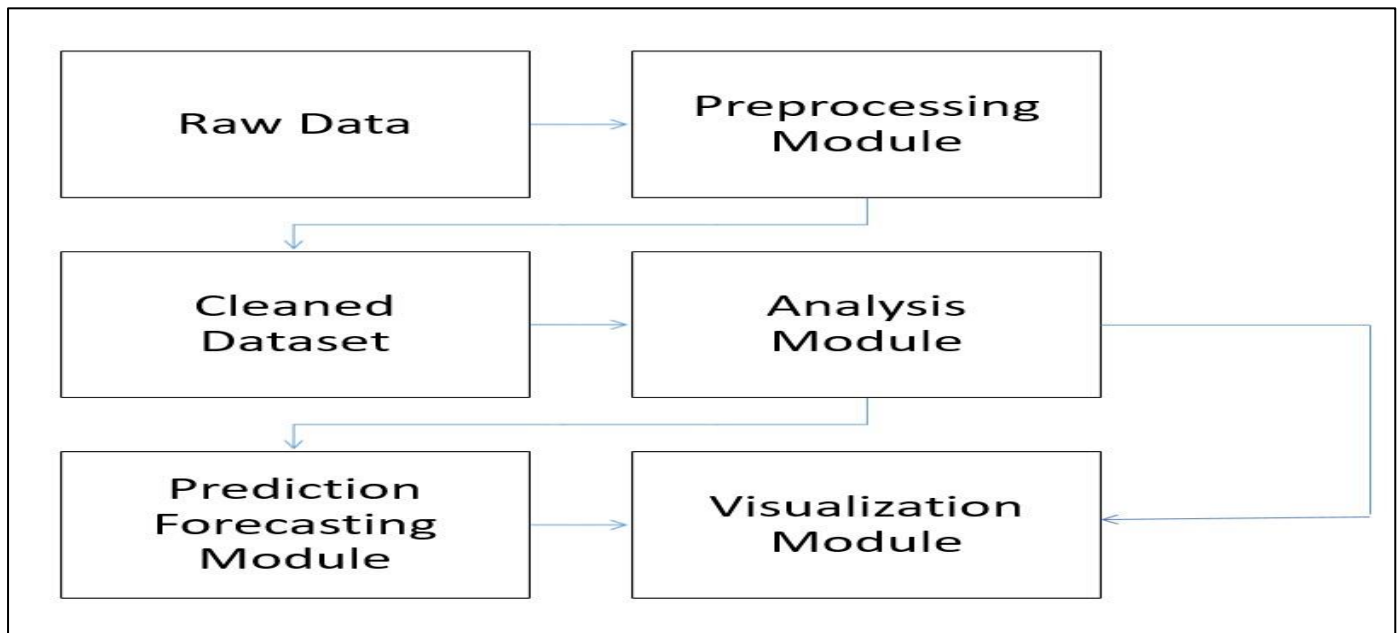 Raw Data
Preprocessing
Module
Cleaned
Dataset
Analysis
Module
Prediction
Forecasting
Module
Visualization
Module